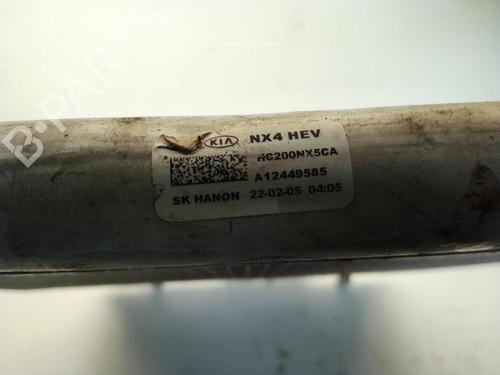 KIA NX4 HEV
HC200NX5CA
A12449585
SK HANON 22-02-05 04:05
B-PARTS